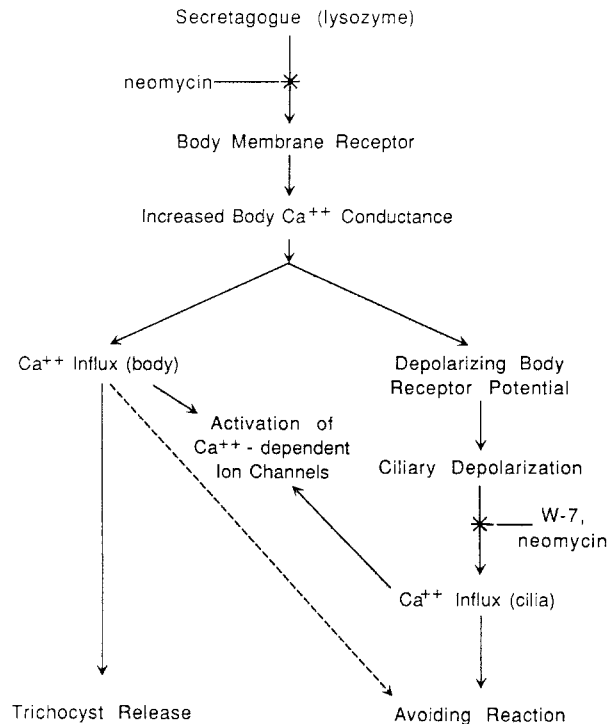 Secretagogue (lysozyme)
neomycin
Body Membrane Receptor
Increased Body Ca++ Conductance
Ca++ Influx (body)
Depolarizing Body
Receptor Potential
Activation of
Ca++ - dependent
Ion Channels
Ciliary Depolarization
W-7,
neomycin
Ca++ Influx (cilia)
Trichocyst Release
Avoiding Reaction